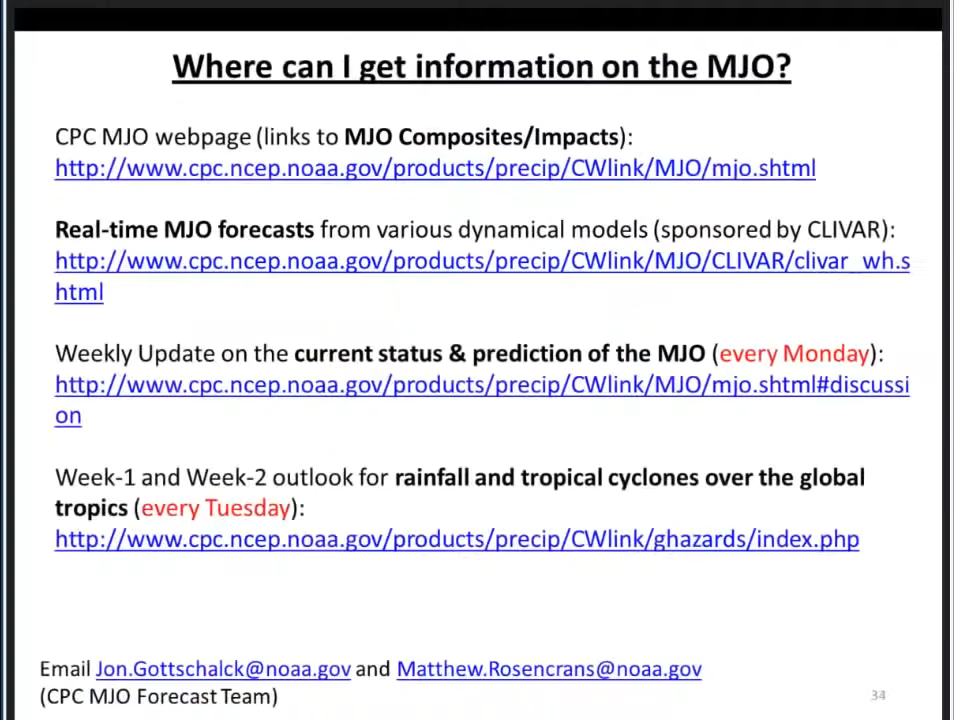 Where can I get information on the MJO?
CPC MJO webpage (links to MJO Composites/Impacts):
http://www.cpc.ncep.noaa.gov/products/precip/CWlink/MJO/mjo.shtml
Real-time MJO forecasts from various dynamical models (sponsored by CLIVAR):
http://www.cpc.ncep.noaa.gov/products/precip/CWlink/MJO/CLIVAR/clivar_wh.s
html
Weekly Update on the current status & prediction of the MJO (every Monday):
http://www.cpc.ncep.noaa.gov/products/precip/CWlink/MJO/mjo.shtml#discussi
on
Week-1 and Week-2 outlook for rainfall and tropical cyclones over the global
tropics (every Tuesday):
http://www.cpc.ncep.noaa.gov/products/precip/CWlink/ghazards/index.php
Email Jon.Gottschalck@noaa.gov and Matthew.Rosencrans@noaa.gov
(CPC MJO Forecast Team)
34